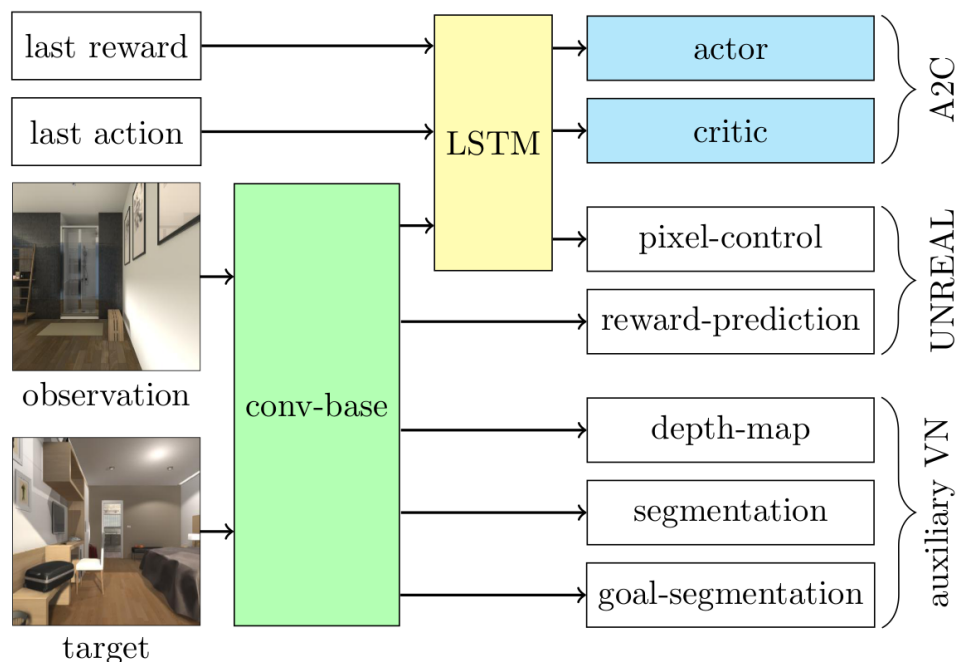 last reward
last action
observation
target
conv-base
LSTM
actor
critic
pixel-control
reward-prediction
depth-map
segmentation
goal-segmentation
A2C
UNREAL
auxiliary VN